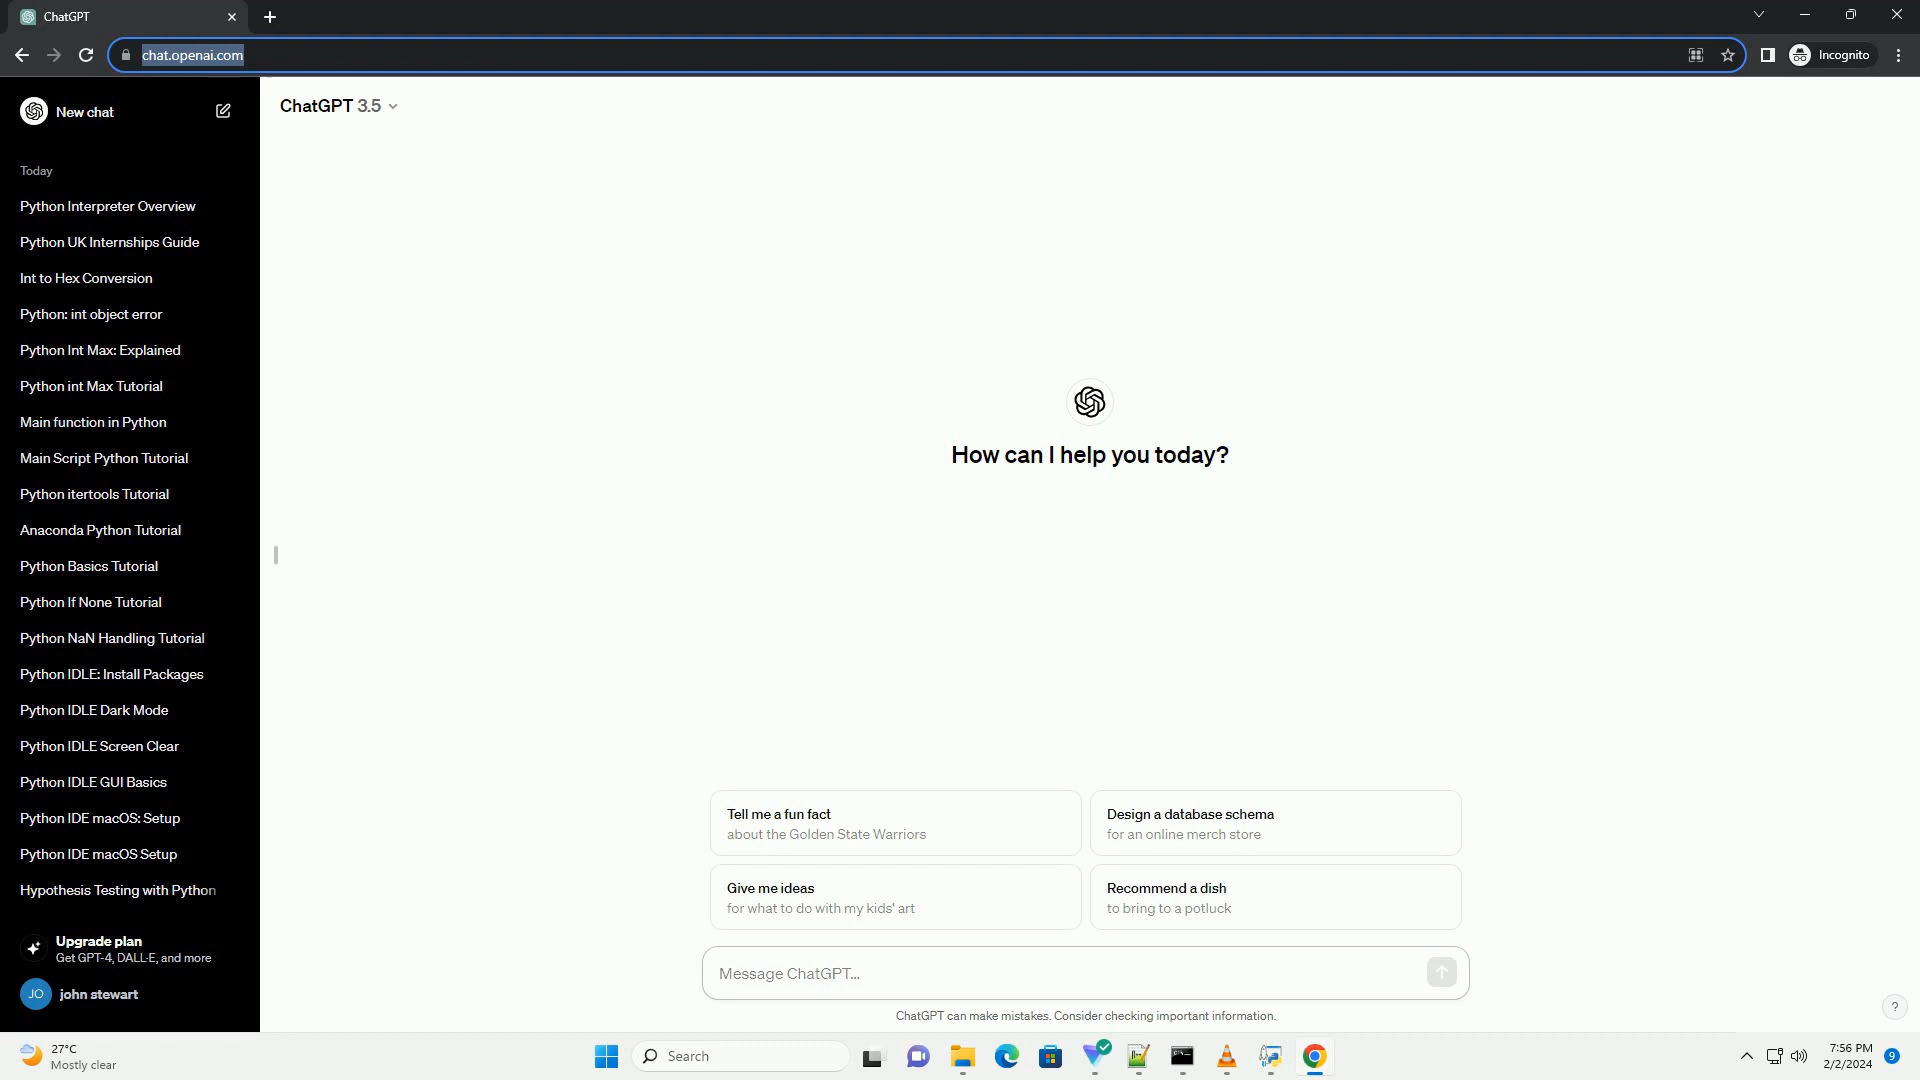 ChatGPT
chat.openai.com
Incognito
New chat
ChatGPT 3.5
Today
Python Interpreter Overview
Python UK Internships Guide
Int to Hex Conversion
Python: int object error
Python Int Max: Explained
Python int Max Tutorial
Main function in Python
Main Script Python Tutorial
Python itertools Tutorial
Anaconda Python Tutorial
Python Basics Tutorial
Python If None Tutorial
Python NaN Handling Tutorial
Python IDLE: Install Packages
Python IDLE Dark Mode
Python IDLE Screen Clear
Python IDLE GUI Basics
Python IDE macOS: Setup
Python IDE macOS Setup
Hypothesis Testing with Python
Upgrade plan
Get GPT-4, DALL·E, and more
JO
john stewart
How can I help you today?
Tell me a fun fact
about the Golden State Warriors
Design a database schema
for an online merch store
Give me ideas
for what to do with my kids' art
Recommend a dish
to bring to a potluck
Message ChatGPT...
ChatGPT can make mistakes. Consider checking important information.
?
27°C
Mostly clear
Search
7:56 PM
2/2/2024
9